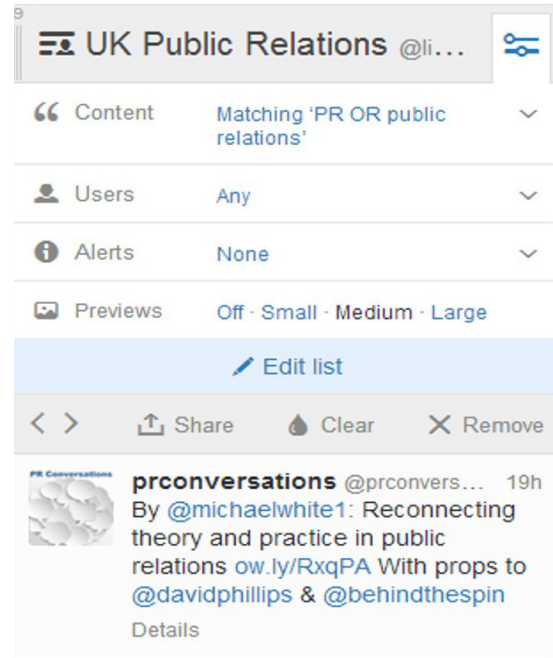 9
UK Public Relations @li...
Content Matching ‘PR OR public
relations’
Users Any
Alerts None
Previews Off · Small · Medium · Large
Edit list
Share Clear Remove
PR Conversations
prconversations @prconvers... 19h
By @michaelwhite1: Reconnecting
theory and practice in public
relations ow.ly/RxqPA With props to
@davidphillips & @behindthespin
Details